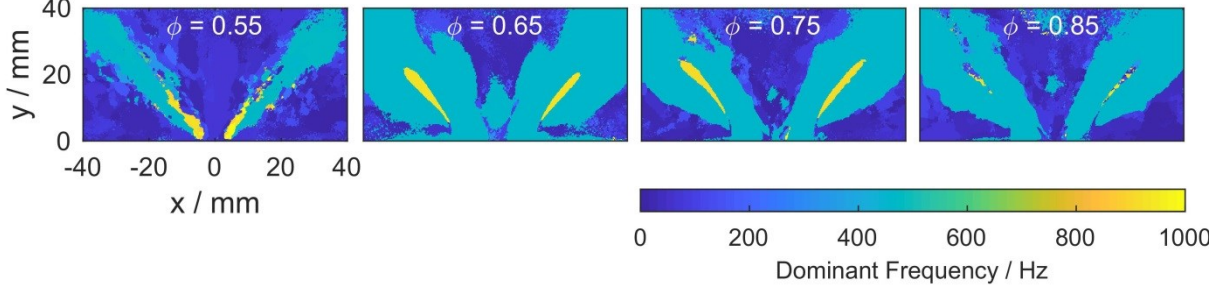 ϕ = 0.55 ϕ = 0.65 ϕ = 0.75 ϕ = 0.85
40
20
0
y / mm
-40 -20 0 20 40
x / mm
0 200 400 600 800 1000
Dominant Frequency / Hz